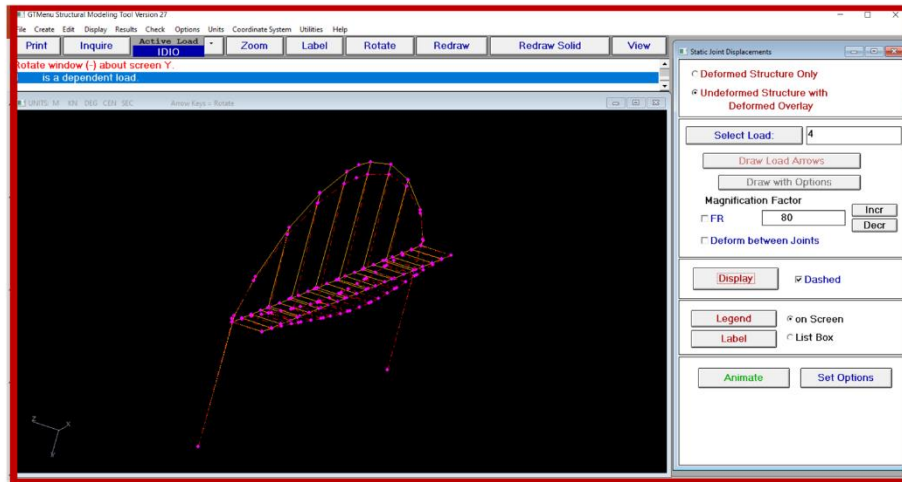 GTMenu Structural Modeling Tool Version 27
File Create Edit Display Results Check Options Units Coordinate System Utilities Help
Print Inquire Active Load Zoom Label Rotate Redraw Redraw Solid View
IDIO
Rotate window (-) about screen Y.
is a dependent load.
UNITS: MT KN DEG CEN SEC Arrow Keys = Rotate
Z X Y
Static Joint Displacements
Deformed Structure Only
Undeformed Structure with
Deformed Overlay
Select Load: 4
Draw Load Arrows
Draw with Options
Magnification Factor
FR 80 Incr
Decr
Deform between Joints
Display Dashed
Legend on Screen
Label List Box
Animate Set Options